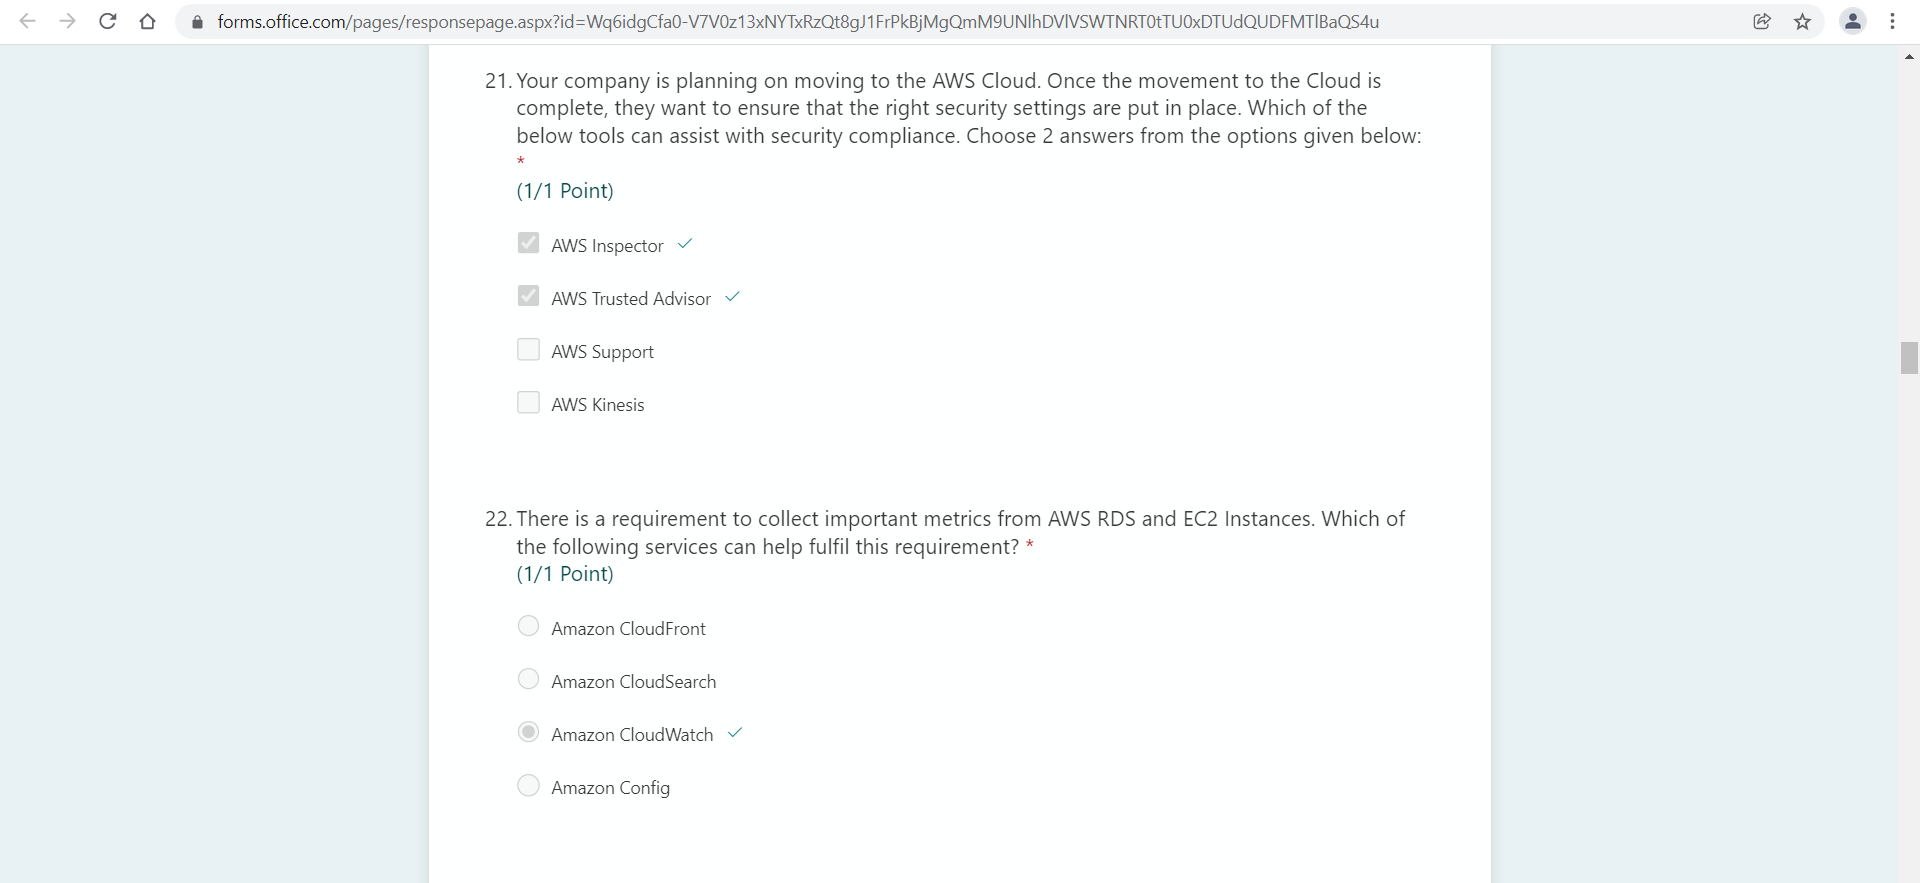 forms.office.com/pages/responsepage.aspx?id=Wq6idgCfa0-V7V0z13xNYTxRzQt8gJ1FrPkBjMgQmM9UNlhDVlVSWTNRT0tTU0xDTUdQUDFMTlBaQS4u
21. Your company is planning on moving to the AWS Cloud. Once the movement to the Cloud is
complete, they want to ensure that the right security settings are put in place. Which of the
below tools can assist with security compliance. Choose 2 answers from the options given below:
*
(1/1 Point)
AWS Inspector
AWS Trusted Advisor
AWS Support
AWS Kinesis
22. There is a requirement to collect important metrics from AWS RDS and EC2 Instances. Which of
the following services can help fulfil this requirement? *
(1/1 Point)
Amazon CloudFront
Amazon CloudSearch
Amazon CloudWatch
Amazon Config